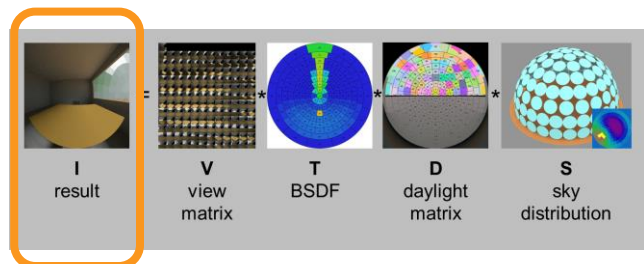 = * * *
I V T D S
result view BSDF daylight sky
matrix matrix distribution